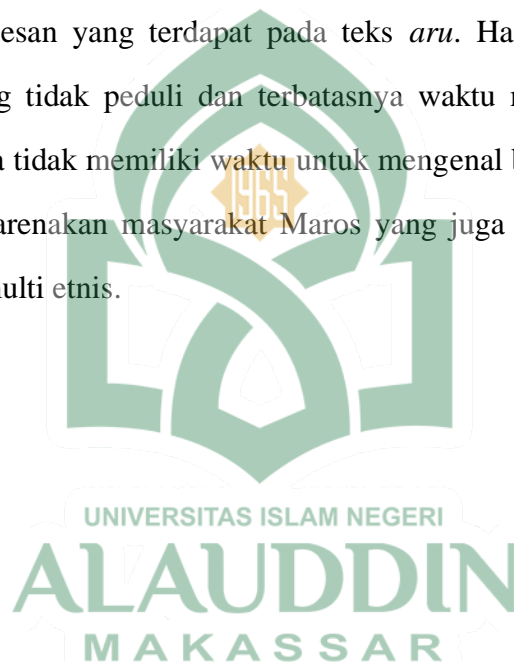 esan yang terdapat pada teks aru. Ha
g tidak peduli dan terbatasnya waktu
a tidak memiliki waktu untuk mengenal
arenakan masyarakat Maros yang juga
ulti etnis.
1965
UNIVERSITAS ISLAM NEGERI
ALAUDDIN
MAKASSAR